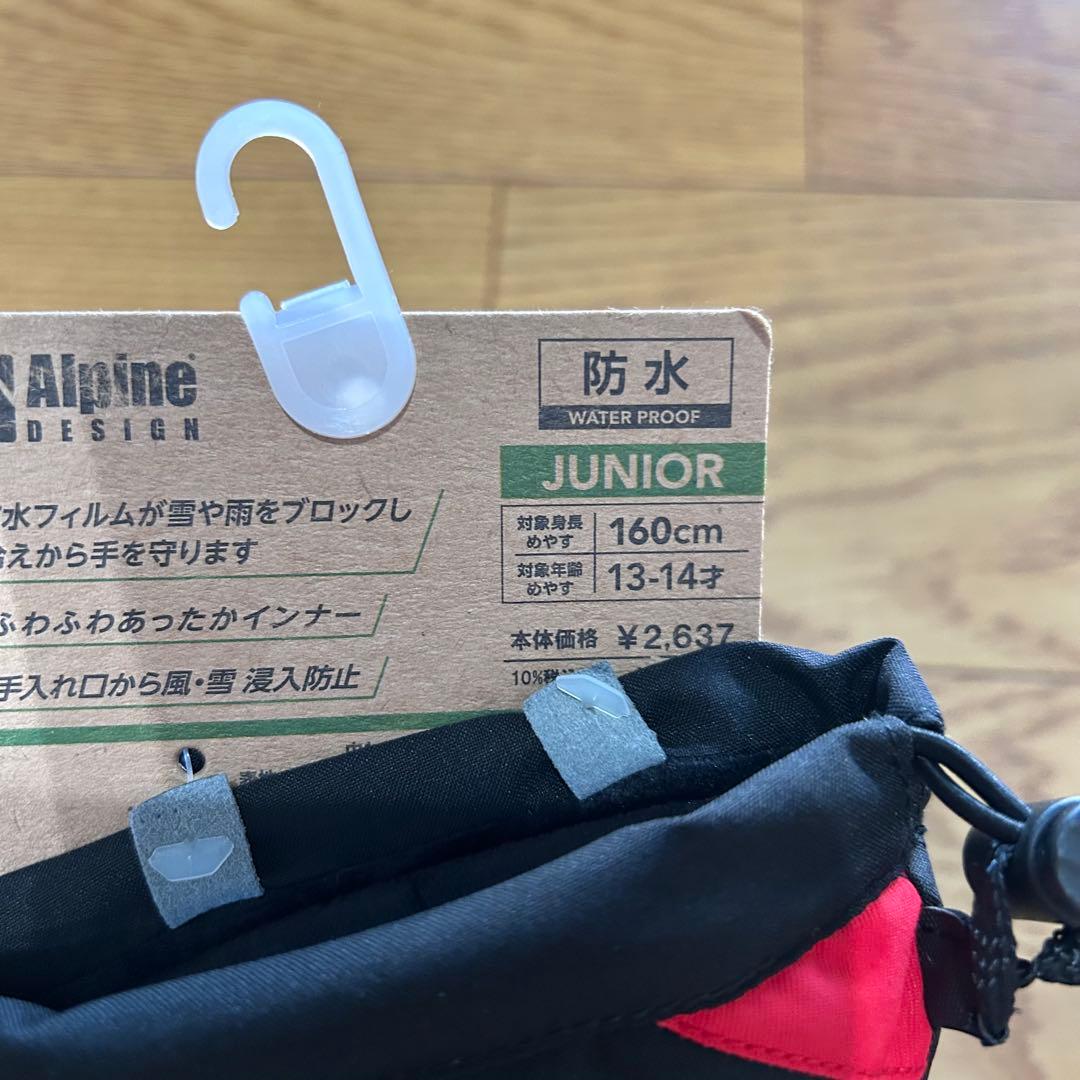 Alpine
DESIGN
防水
WATER PROOF
JUNIOR
水フィルムが雪や雨をブロックし
えから手を守ります
ふわふわあったかインナー
手入れ口から風・雪 浸入防止
対象身長
めやす
160cm
対象年齢
めやす
13-14才
本体価格 ¥2,637
10%税